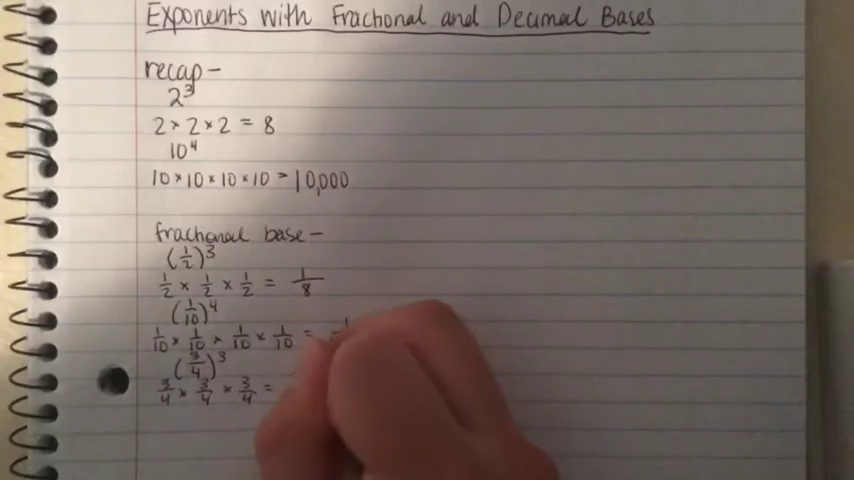 Exponents with Fractional and Decimal Bases
recap-
2³
2 × 2 × 2 = 8
10⁴
10 × 10 × 10 × 10 = 10,000
fractional base-
(1/2)³
1/2 × 1/2 × 1/2 = 1/8
(1/10)⁴
1/10 × 1/10 × 1/10 × 1/10 =
(3/4)³
3/4 × 3/4 × 3/4 =